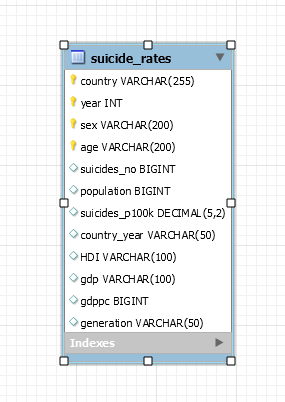 suicide_rates
country VARCHAR(255)
year INT
sex VARCHAR(200)
age VARCHAR(200)
suicides_no BIGINT
population BIGINT
suicides_p100k DECIMAL(5,2)
country_year VARCHAR(50)
HDI VARCHAR(100)
gdp VARCHAR(100)
gdppc BIGINT
generation VARCHAR(50)
Indexes